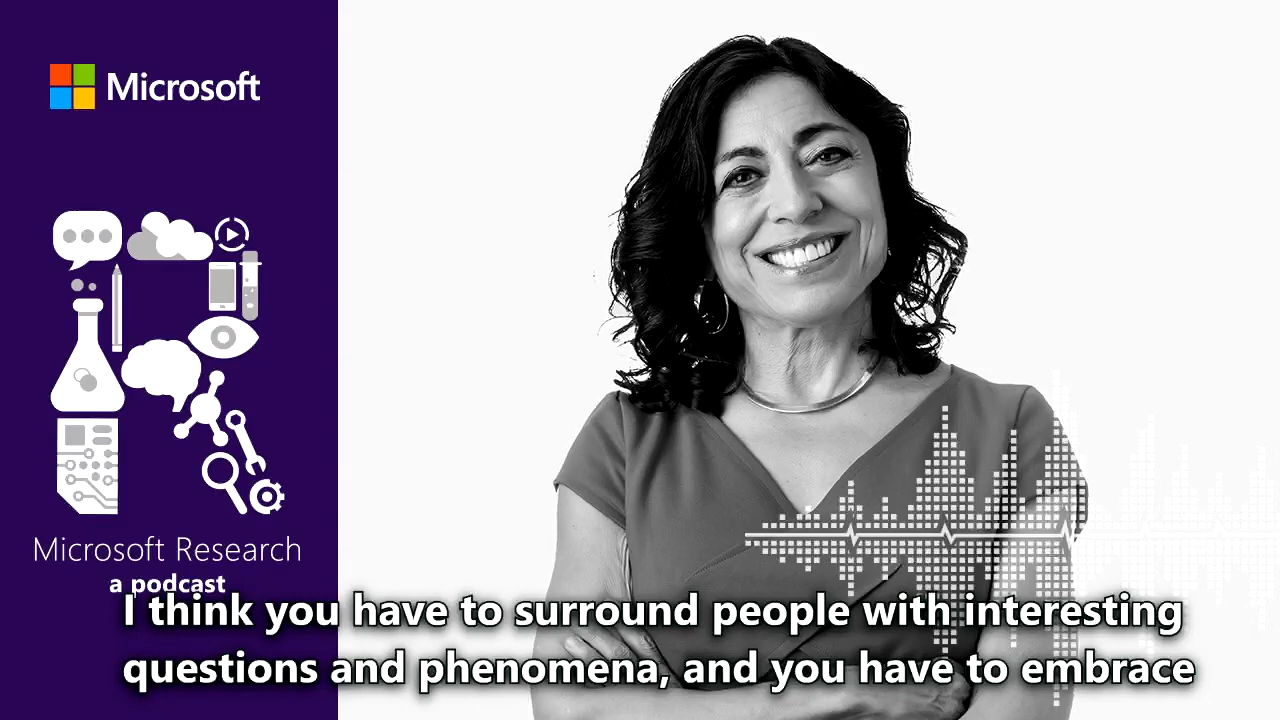 Microsoft
Microsoft Research
a podcast
I think you have to surround people with interesting
questions and phenomena, and you have to embrace